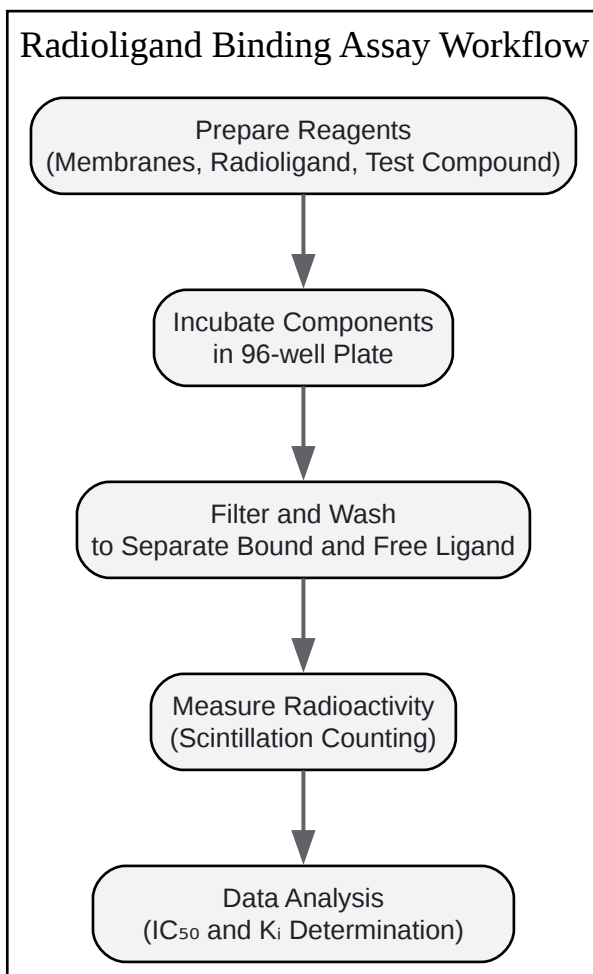 Radioligand Binding Assay Workflow
Prepare Reagents
(Membranes, Radioligand, Test Compound)
Incubate Components
in 96-well Plate
Filter and Wash
to Separate Bound and Free Ligand
Measure Radioactivity
(Scintillation Counting)
Data Analysis
(IC₅₀ and Kᵢ Determination)